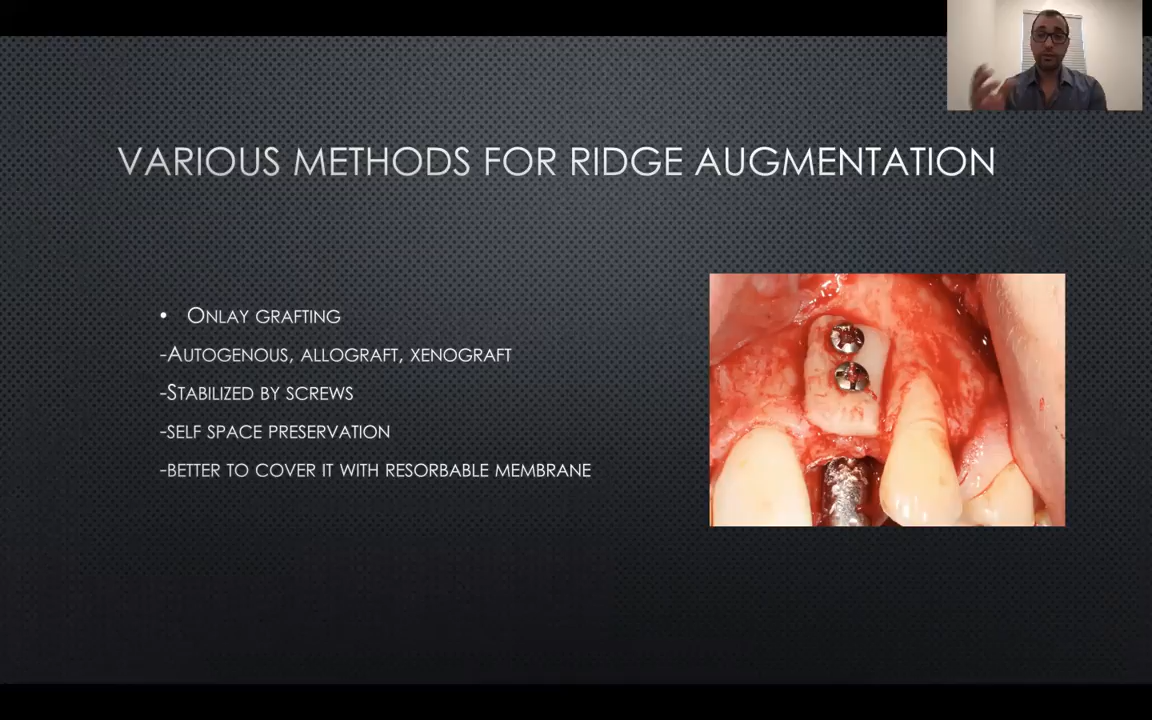 VARIOUS METHODS FOR RIDGE AUGMENTATION
• ONLAY GRAFTING
-AUTOGENOUS, ALLOGRAFT, XENOGRAFT
-STABILIZED BY SCREWS
-SELF SPACE PRESERVATION
-BETTER TO COVER IT WITH RESORBABLE MEMBRANE